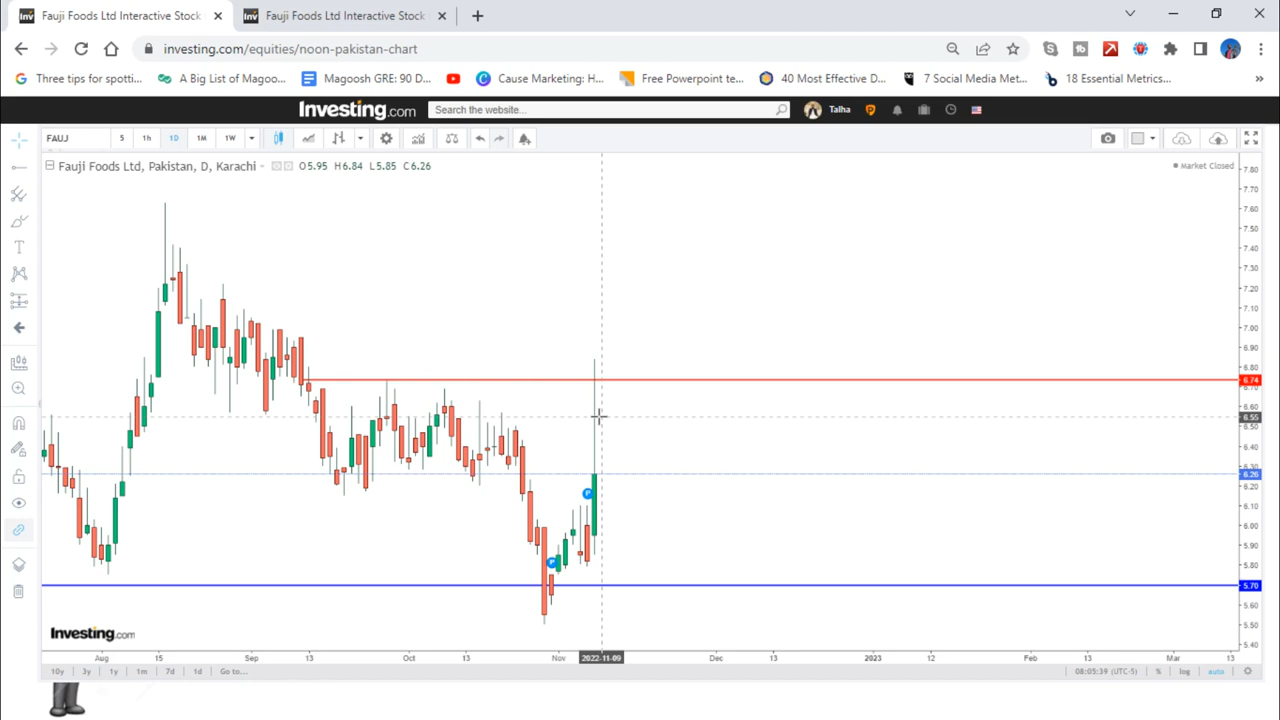 Fauji Foods Ltd Interactive Stock
Fauji Foods Ltd Interactive Stock
investing.com/equities/noon-pakistan-chart
Three tips for spotti...
A Big List of Magoo...
Magoosh GRE: 90 D...
Cause Marketing: H...
Free Powerpoint te...
40 Most Effective D...
7 Social Media Met...
18 Essential Metrics...
»
Investing.com
Search the website...
Talha
FAUJ 5 1h 1D 1M 1W
Fauji Foods Ltd, Pakistan, D, Karachi O5.95 H6.84 L5.85 C6.26
Market Closed
7.80
7.70
7.60
7.50
7.40
7.30
7.20
7.10
7.00
6.90
6.80
6.74
6.70
6.60
6.55
6.50
6.40
6.30
6.26
6.20
6.10
6.00
5.90
5.80
5.70
5.60
5.50
5.40
P
P
Investing.com
Aug 15 Sep 13 Oct 13 Nov 2022-11-09 Dec 13 2023 12 Feb 13 Mar 13
10y 3y 1y 1m 7d 1d Go to...
08:05:39 (UTC-5) % log auto